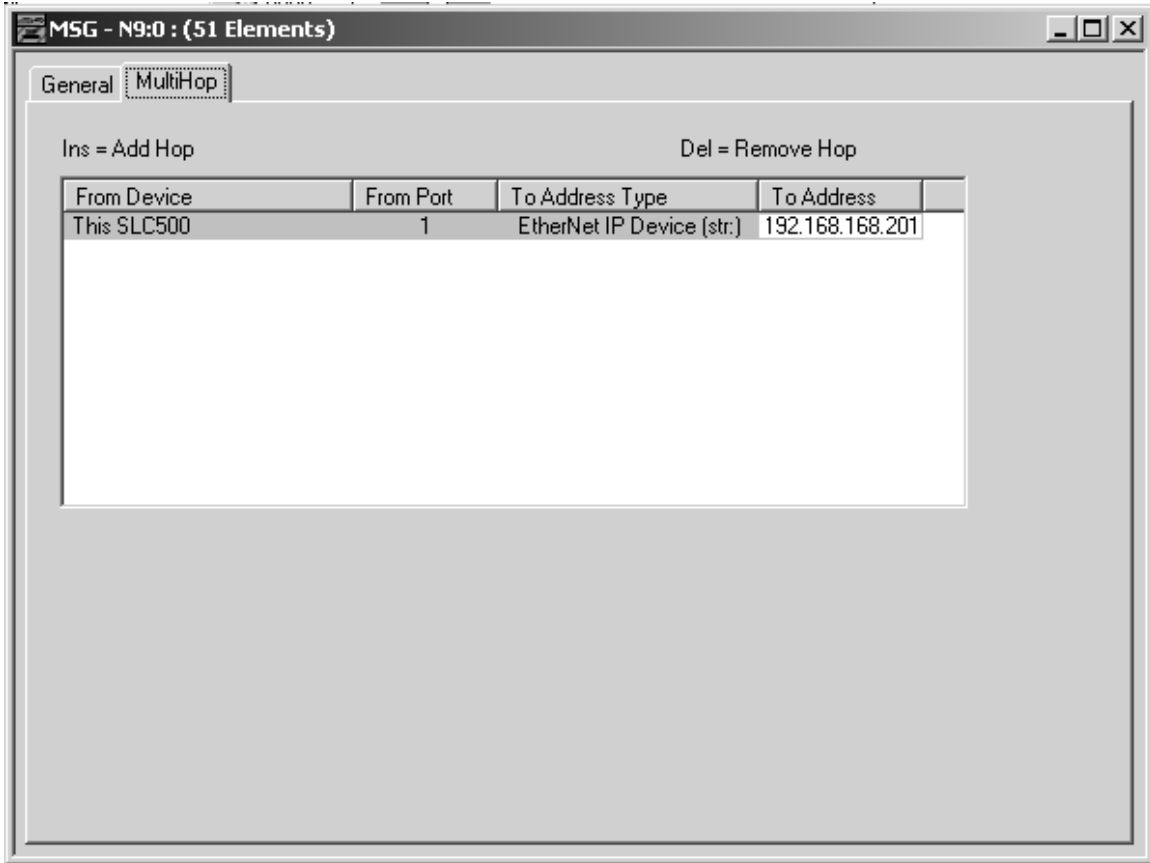 MSG - N9:0 : (51 Elements)
General MultiHop
Ins = Add Hop Del = Remove Hop
From Device From Port To Address Type To Address
This SLC500 1 EtherNet IP Device (str:) 192.168.168.201